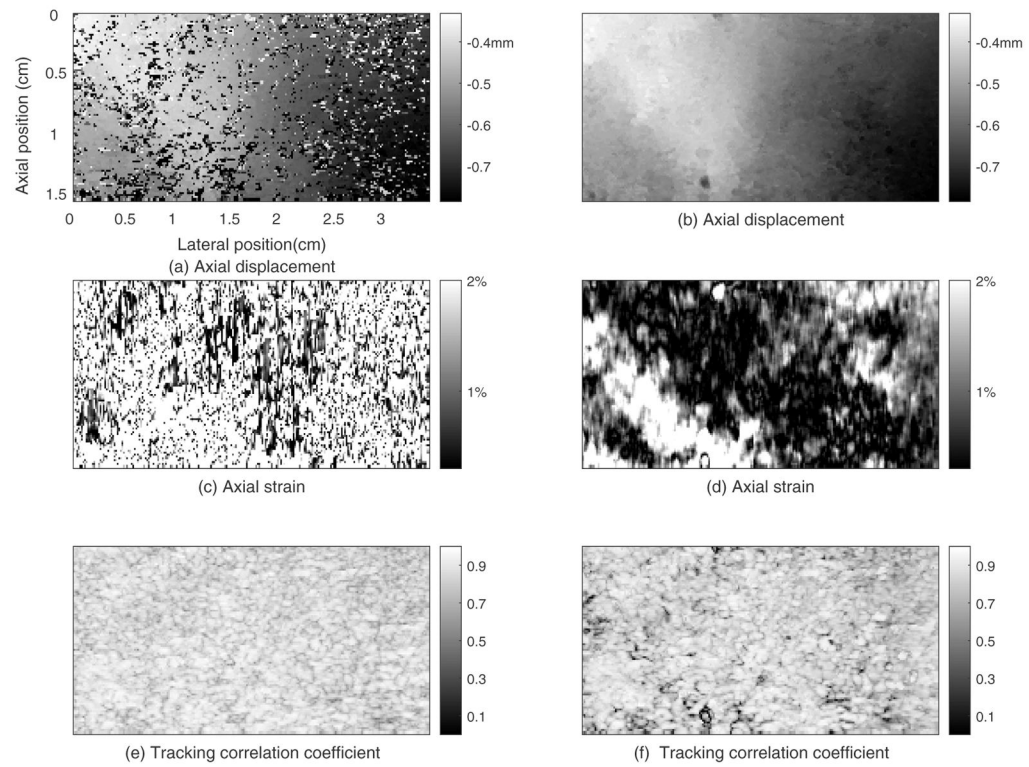 0
0.5
1
1.5
Axial position (cm)
0 0.5 1 1.5 2 2.5 3
Lateral position(cm)
(a) Axial displacement
-0.4mm
-0.5
-0.6
-0.7
-0.4mm
-0.5
-0.6
-0.7
(b) Axial displacement
2%
1%
(c) Axial strain
2%
1%
(d) Axial strain
0.9
0.7
0.5
0.3
0.1
(e) Tracking correlation coefficient
0.9
0.7
0.5
0.3
0.1
(f) Tracking correlation coefficient